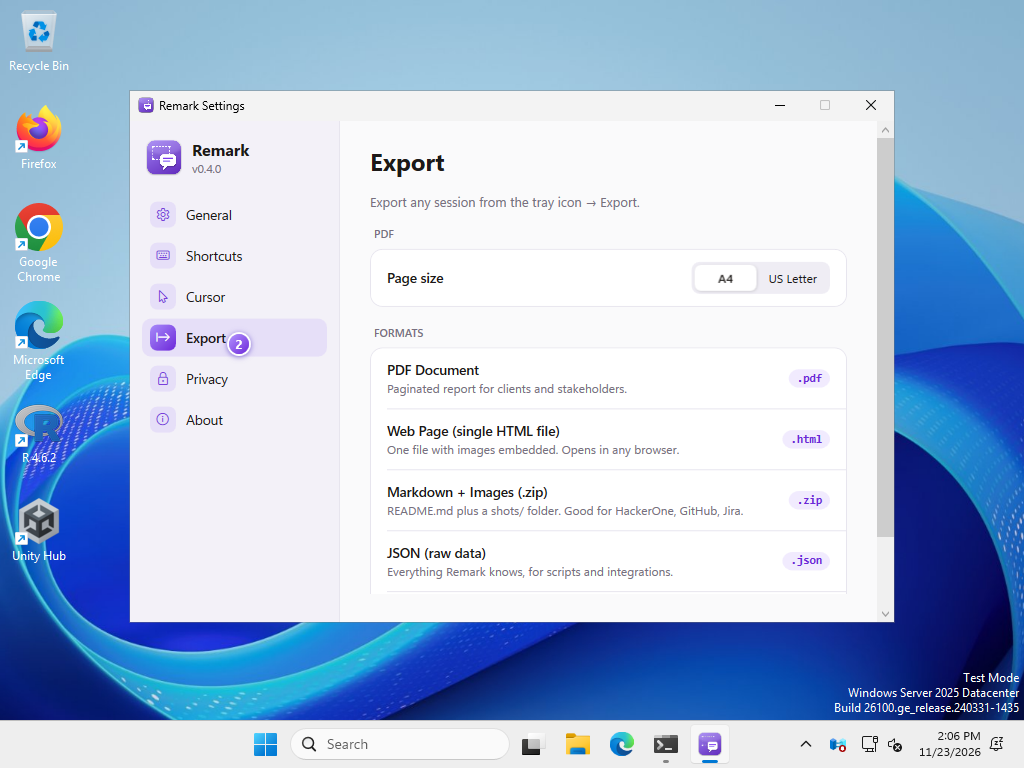 Recycle Bin
Firefox
Google
Chrome
Microsoft
Edge
R 4.6.2
Unity Hub
Remark Settings
Remark
v0.4.0
General
Shortcuts
Cursor
Export
2
Privacy
About
Export
Export any session from the tray icon → Export.
PDF
Page size
A4
US Letter
FORMATS
PDF Document
Paginated report for clients and stakeholders.
.pdf
Web Page (single HTML file)
One file with images embedded. Opens in any browser.
.html
Markdown + Images (.zip)
README.md plus a shots/ folder. Good for HackerOne, GitHub, Jira.
.zip
JSON (raw data)
Everything Remark knows, for scripts and integrations.
.json
Test Mode
Windows Server 2025 Datacenter
Build 26100.ge_release.240331-1435
Search
2:06 PM
11/23/2026